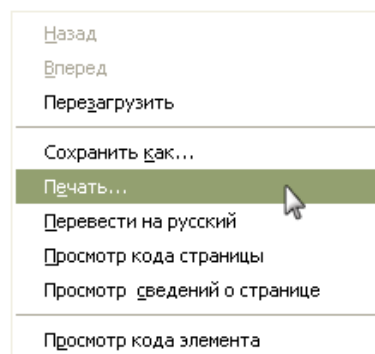 Назад
Вперед
Перезагрузить
Сохранить как...
Печать...
Перевести на русский
Просмотр кода страницы
Просмотр сведений о странице
Просмотр кода элемента